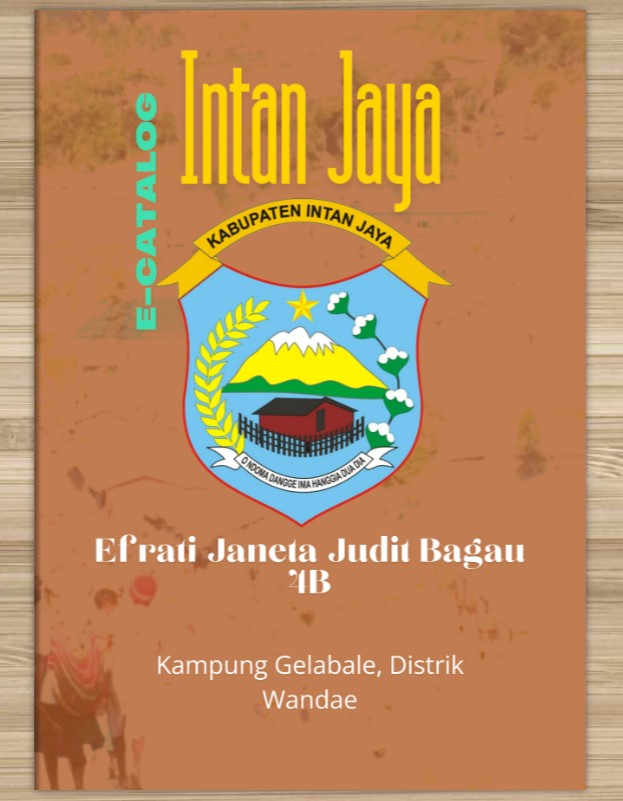 E-CATALOG
Intan Jaya
KABUPATEN INTAN JAYA
O NDOMA DANGGE INIA HANGGIA DUA DIA
Efrati Janeta Judit Bagau
4B
Kampung Gelabale, Distrik
Wandae